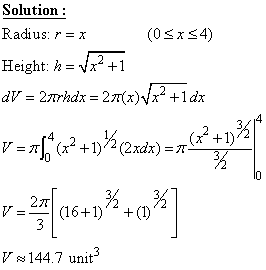 Solution :
Radius: r = x (0 ≤ x ≤ 4)
Height: h = √(x² + 1)
dV = 2πrhdx = 2π(x)√(x² + 1) dx
V = π∫₀⁴ (x² + 1)^(1/2) (2xdx) = π (x² + 1)^(3/2) / (3/2) |₀⁴
V = 2π/3 [(16 + 1)^(3/2) + (1)^(3/2)]
V ≈ 144.7 unit³